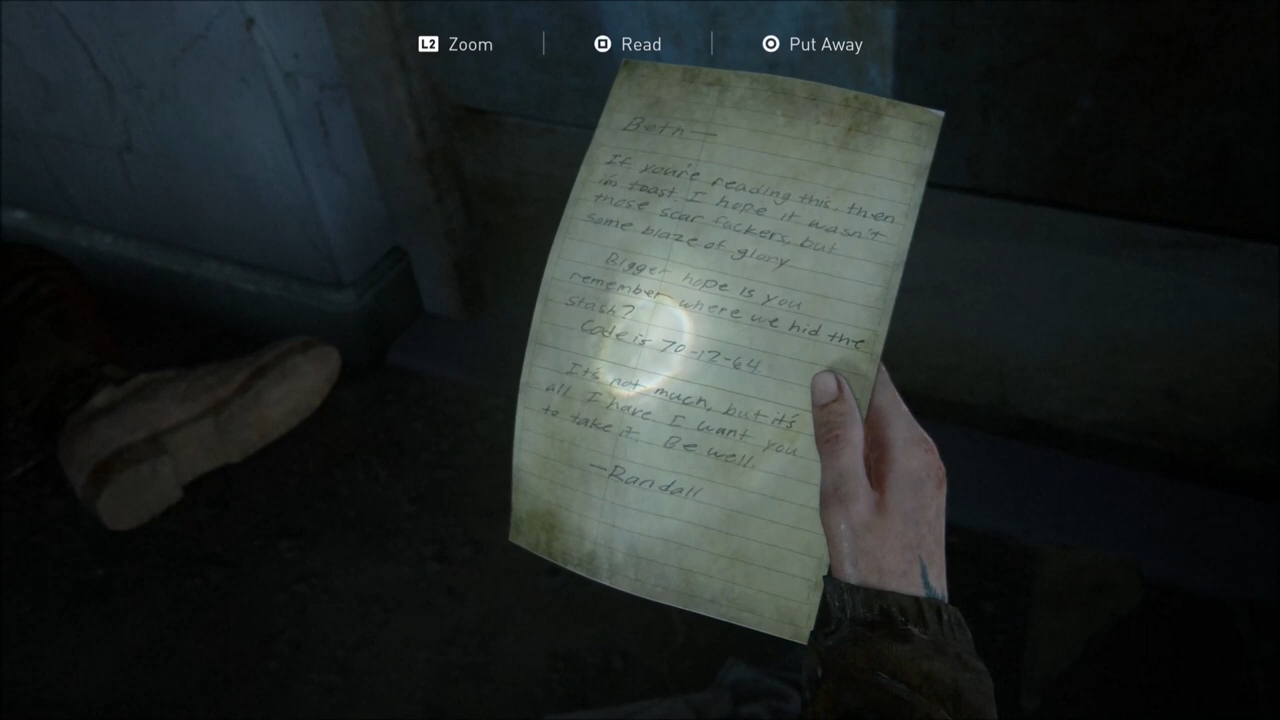 L2 Zoom | Read | Put Away
Beth—
If you're reading this, then
i'm toast. I hope it wasn't
those scar fuckers, but
some blaze of glory
Bigger hope is you
remember where we hid the
stash?
Code is 70-12-64.
It's not much, but it's
all I have. I want you
to take it. Be well.
—Randall